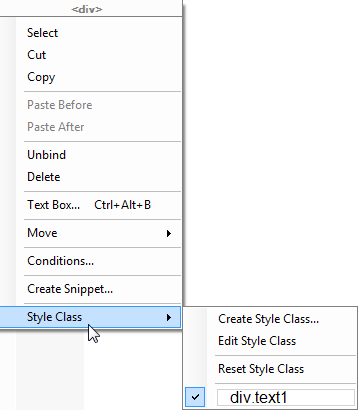 <div>
Select
Cut
Copy
Paste Before
Paste After
Unbind
Delete
Text Box... Ctrl+Alt+B
Move
Conditions...
Create Snippet...
Style Class
Create Style Class...
Edit Style Class
Reset Style Class
div.text1